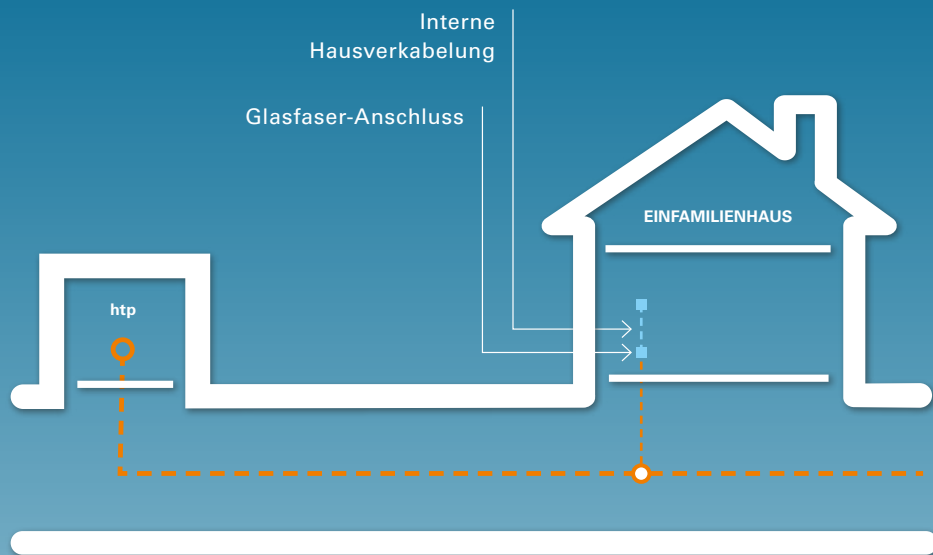 Interne
Hausverkabelung
Glasfaser-Anschluss
EINFAMILIENHAUS
htp